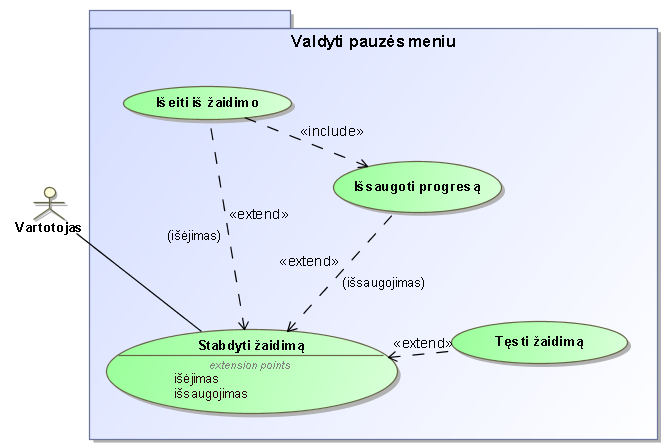 Valdyti pauzės meniu
Išeiti iš žaidimo
«include»
Išsaugoti progresą
Vartotojas
«extend»
(išėjimas)
«extend»
(išsaugojimas)
Stabdyti žaidimą
extension points
išėjimas
išsaugojimas
«extend»
Tęsti žaidimą